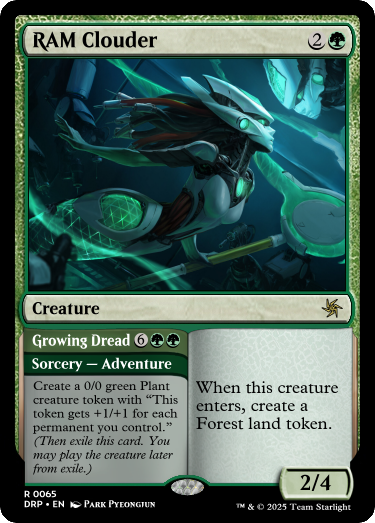 RAM Clouder 2
Creature
Growing Dread 6
Sorcery — Adventure
Create a 0/0 green Plant
creature token with “This
token gets +1/+1 for each
permanent you control.”
(Then exile this card. You
may play the creature later
from exile.)
When this creature
enters, create a
Forest land token.
2/4
R 0065
DRP • EN Park Pyeongjun
™ & © 2025 Team Starlight